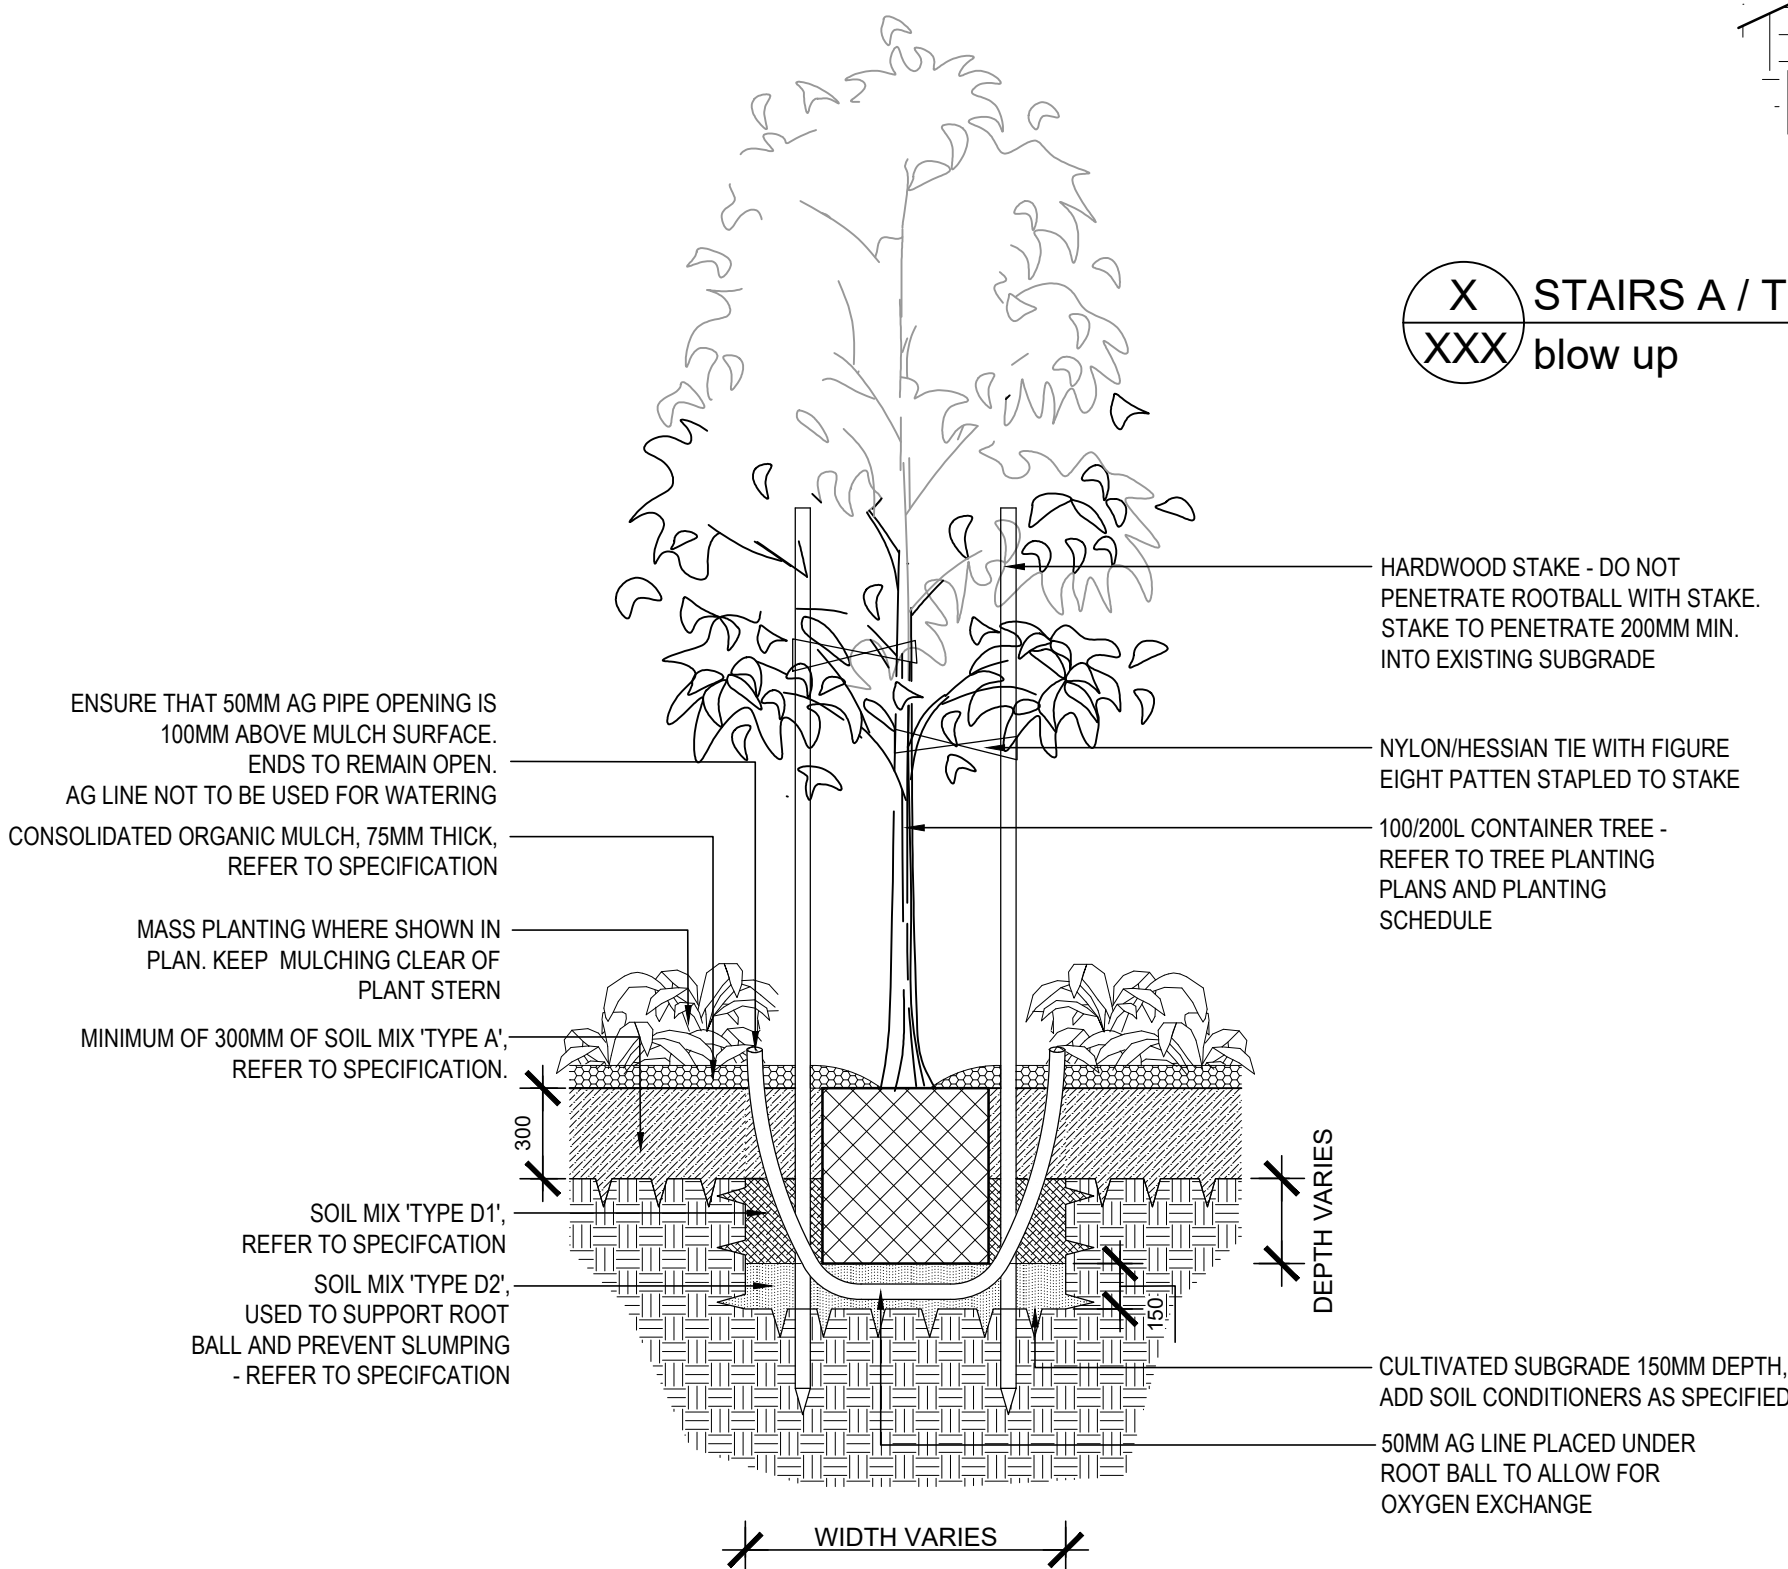 X
STAIRS A / T
XXX
blow up
HARDWOOD STAKE - DO NOT
PENETRATE ROOTBALL WITH STAKE.
STAKE TO PENETRATE 200MM MIN.
INTO EXISTING SUBGRADE
ENSURE THAT 50MM AG PIPE OPENING IS
100MM ABOVE MULCH SURFACE.
ENDS TO REMAIN OPEN.
AG LINE NOT TO BE USED FOR WATERING
NYLON/HESSIAN TIE WITH FIGURE
EIGHT PATTEN STAPLED TO STAKE
CONSOLIDATED ORGANIC MULCH, 75MM THICK,
REFER TO SPECIFICATION
100/200L CONTAINER TREE -
REFER TO TREE PLANTING
PLANS AND PLANTING
SCHEDULE
MASS PLANTING WHERE SHOWN IN
PLAN. KEEP MULCHING CLEAR OF
PLANT STERN
MINIMUM OF 300MM OF SOIL MIX 'TYPE A',
REFER TO SPECIFICATION.
300
DEPTH VARIES
SOIL MIX 'TYPE D1',
REFER TO SPECIFCATION
SOIL MIX 'TYPE D2',
USED TO SUPPORT ROOT
BALL AND PREVENT SLUMPING
- REFER TO SPECIFCATION
150
CULTIVATED SUBGRADE 150MM DEPTH,
ADD SOIL CONDITIONERS AS SPECIFIED
50MM AG LINE PLACED UNDER
ROOT BALL TO ALLOW FOR
OXYGEN EXCHANGE
WIDTH VARIES